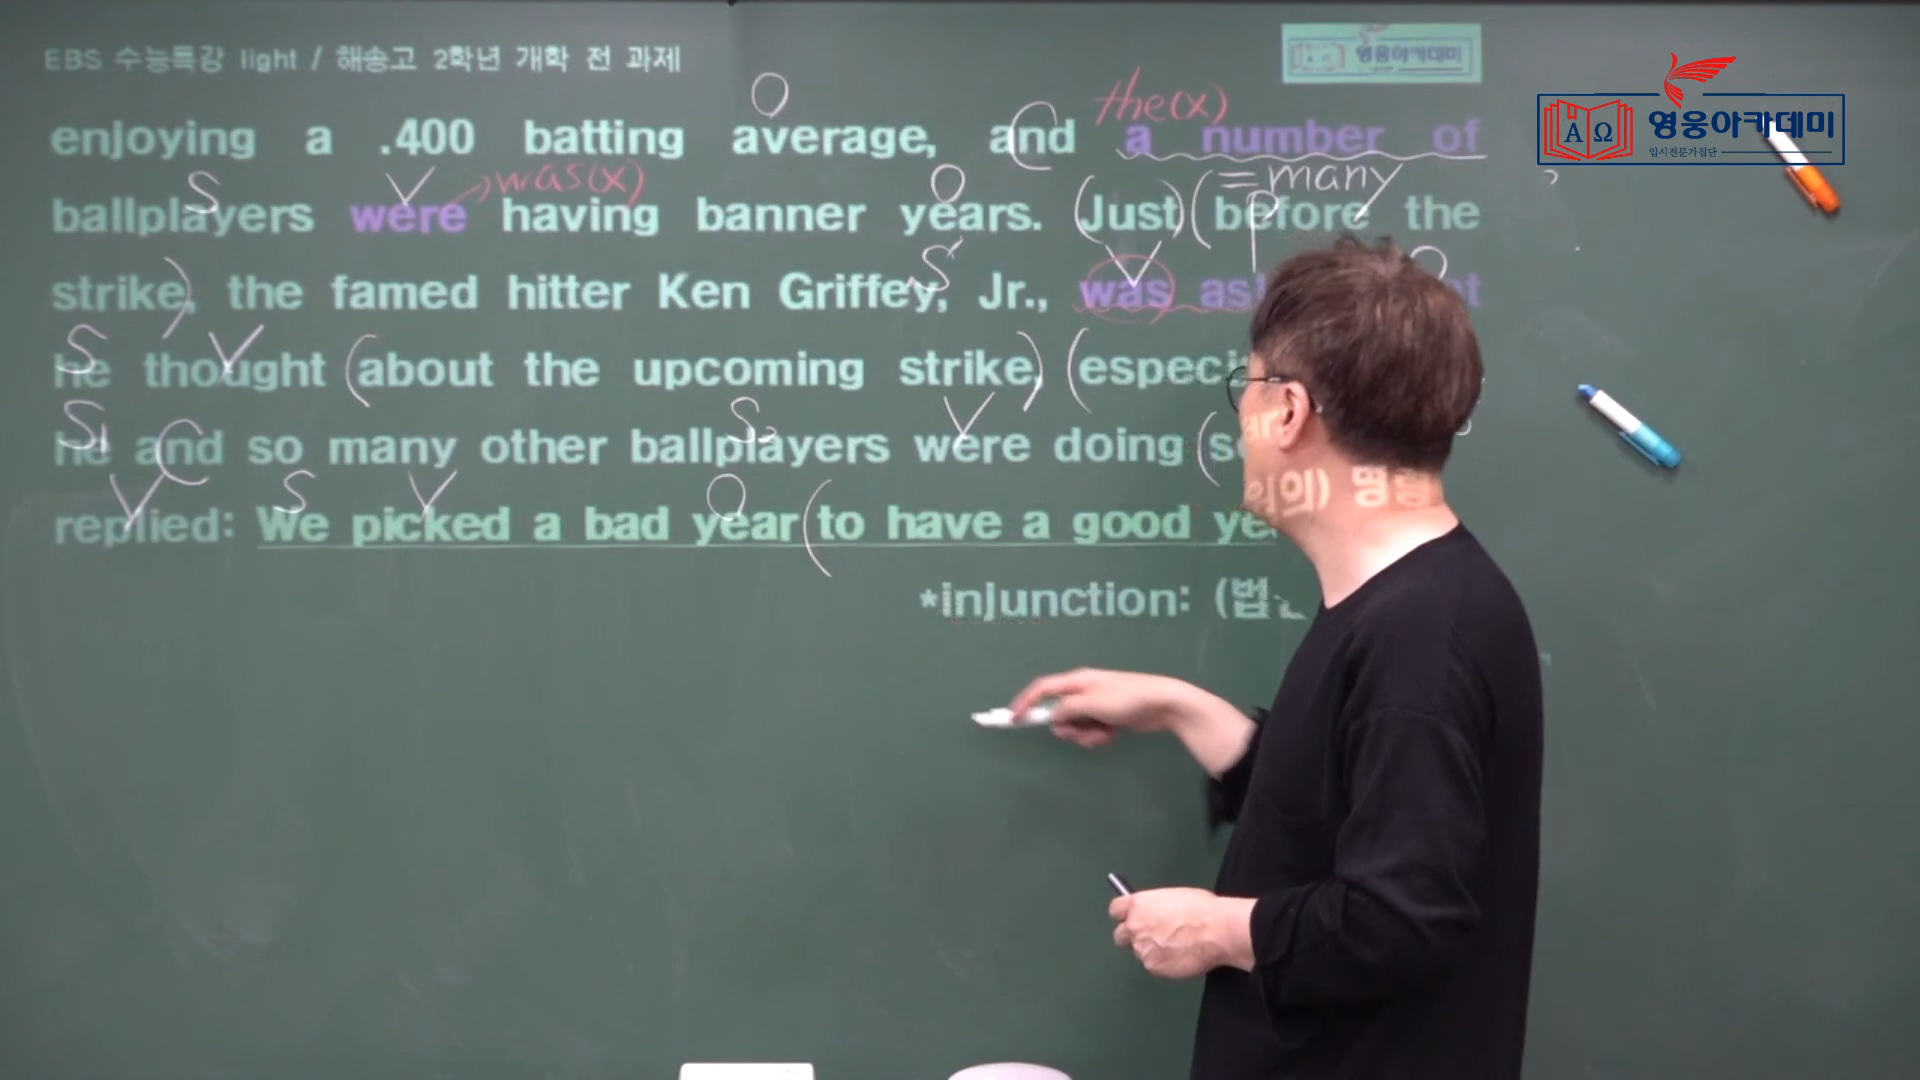 EBS 수능특강 light / 해송고 2학년 개학 전 과제
영웅아카데미
영웅아카데미
입시전문가집단
A Ω
O the(x)
enjoying a .400 batting average, and a number of
S V was(x) O =many
ballplayers were having banner years. (Just) (before the
S V O
strike), the famed hitter Ken Griffey, Jr., was
S V
he thought (about the upcoming strike), (
S1 C S2 V
he and so many other ballplayers were doing (
V S V O
replied: We picked a bad year (to have a good
*injunction: (법